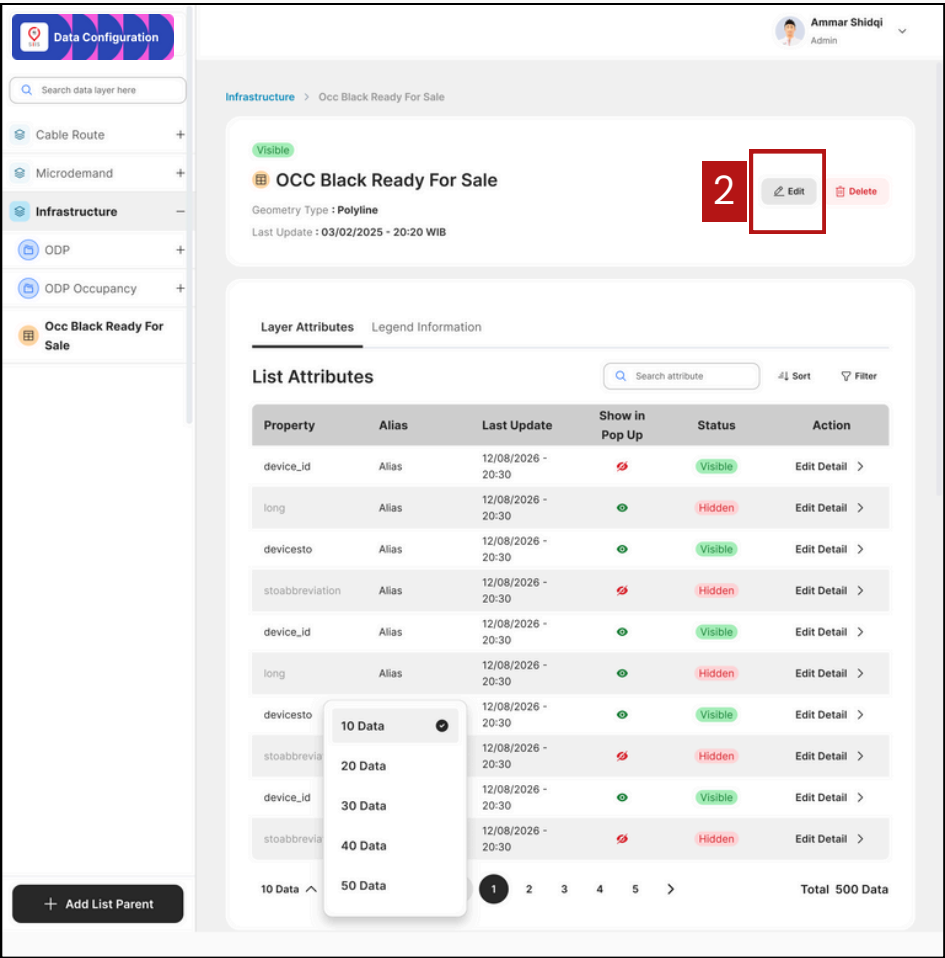 SBS
Data Configuration
Ammar Shidqi
Admin
Search data layer here
Cable Route
Microdemand
Infrastructure
ODP
ODP Occupancy
Occ Black Ready For
Sale
+ Add List Parent
Infrastructure > Occ Black Ready For Sale
Visible
OCC Black Ready For Sale
Geometry Type : Polyline
Last Update : 03/02/2025 - 20:20 WIB
2
Edit
Delete
Layer Attributes Legend Information
List Attributes
Search attribute
Sort
Filter
Property Alias Last Update Show in Pop Up Status Action
device_id Alias 12/08/2026 - 20:30 Visible Edit Detail >
long Alias 12/08/2026 - 20:30 Hidden Edit Detail >
devicesto Alias 12/08/2026 - 20:30 Visible Edit Detail >
stoabbreviation Alias 12/08/2026 - 20:30 Hidden Edit Detail >
device_id Alias 12/08/2026 - 20:30 Visible Edit Detail >
long Alias 12/08/2026 - 20:30 Hidden Edit Detail >
devicesto 12/08/2026 - 20:30 Visible Edit Detail >
stoabbrevia 12/08/2026 - 20:30 Hidden Edit Detail >
device_id 12/08/2026 - 20:30 Visible Edit Detail >
stoabbrevia 12/08/2026 - 20:30 Hidden Edit Detail >
10 Data
20 Data
30 Data
40 Data
50 Data
10 Data
1 2 3 4 5 >
Total 500 Data